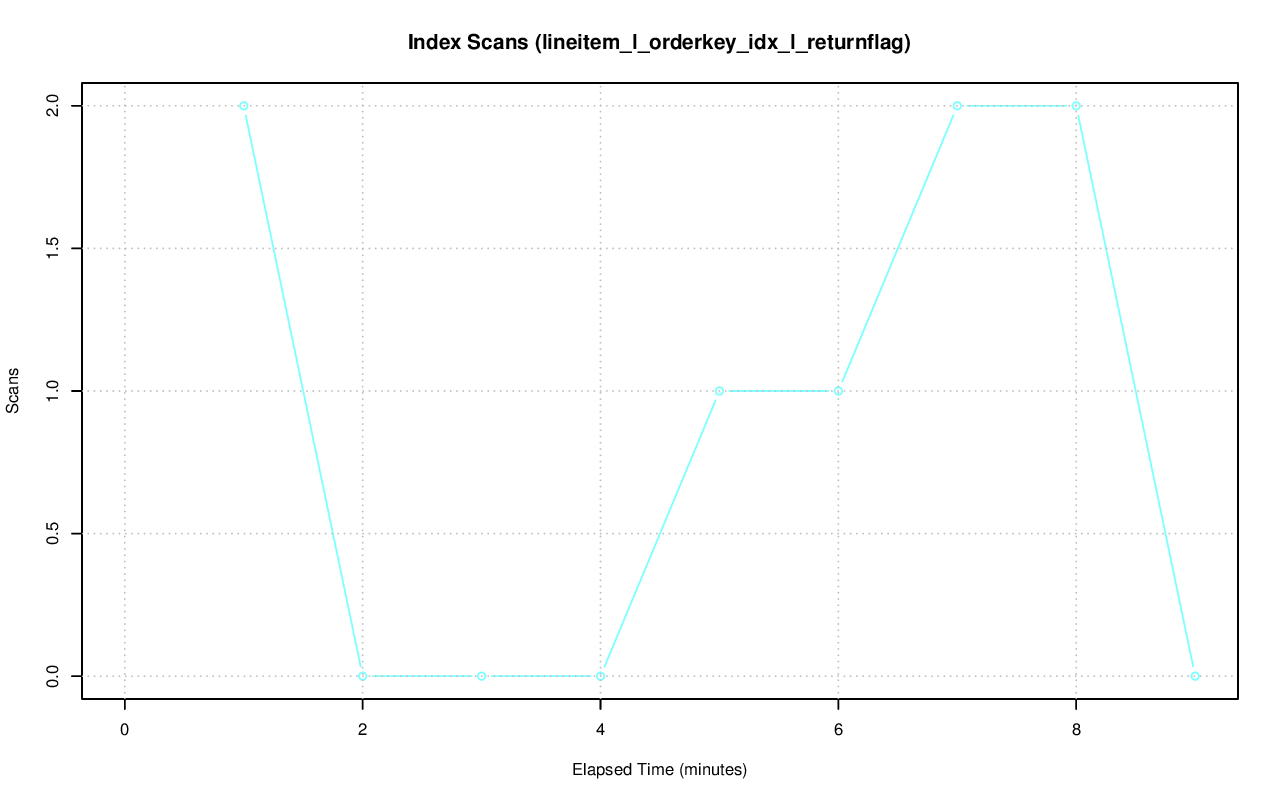 Index Scans (lineitem_l_orderkey_idx_l_returnflag)
Scans
2.0
1.5
1.0
0.5
0.0
0 2 4 6 8
Elapsed Time (minutes)